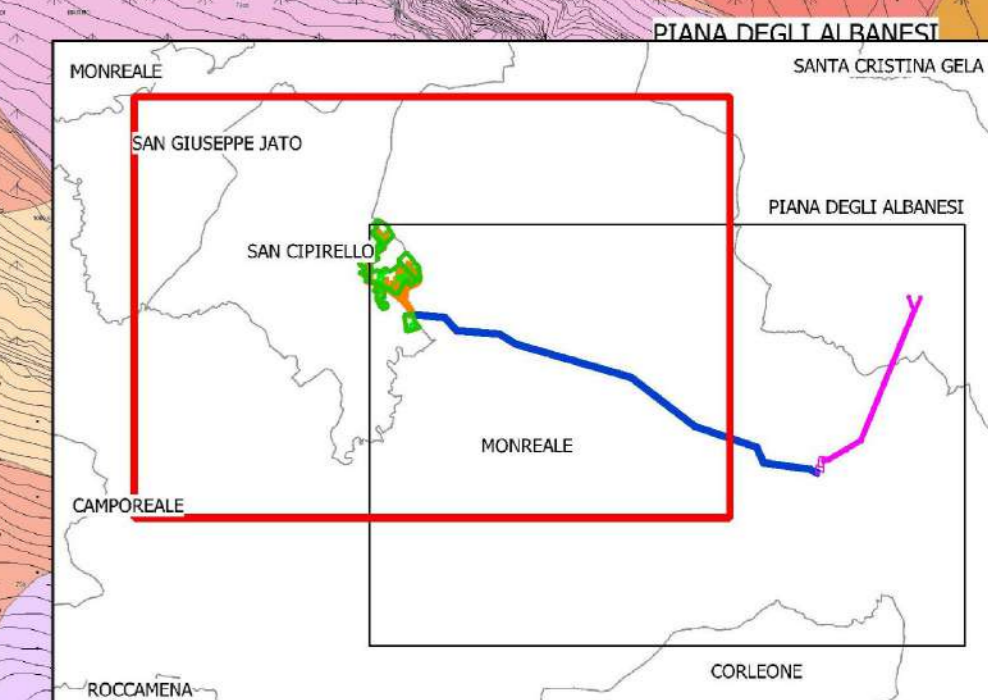 PIANA DEGLI ALBANESI
SANTA CRISTINA GELA
MONREALE
SAN GIUSEPPE JATO
PIANA DEGLI ALBANESI
SAN CIPIRELLO
MONREALE
CAMPOREALE
CORLEONE
ROCCAMENA